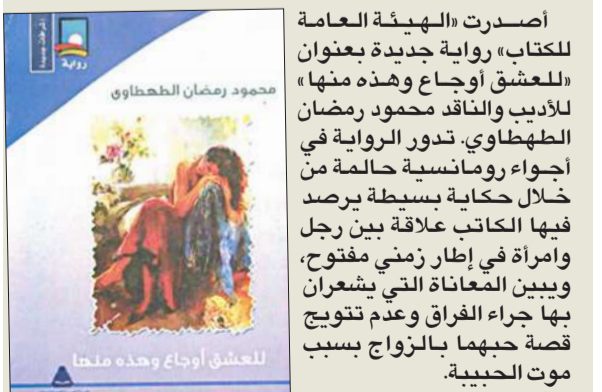 أصدرت «الهيئة العامة
للكتاب» رواية جديدة بعنوان
«للعشق أوجاع وهذه منها»
للأديب والناقد محمود رمضان
الطهطاوي. تدور الرواية في
أجواء رومانسية حالمة من
خلال حكاية بسيطة يرصد
فيها الكاتب علاقة بين رجل
وامرأة في إطار زمني مفتوح،
ويبين المعاناة التي يشعران
بها جراء الفراق وعدم تتويج
قصة حبهما بالزواج بسبب
موت الحبيبة.
رواية
محمود رمضان الطهطاوى
للعشق أوجاع وهذه منها